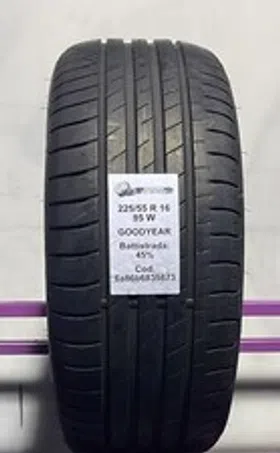 225/55 R 16
95 W
GOODYEAR
Battistrada:
45%
Cod.